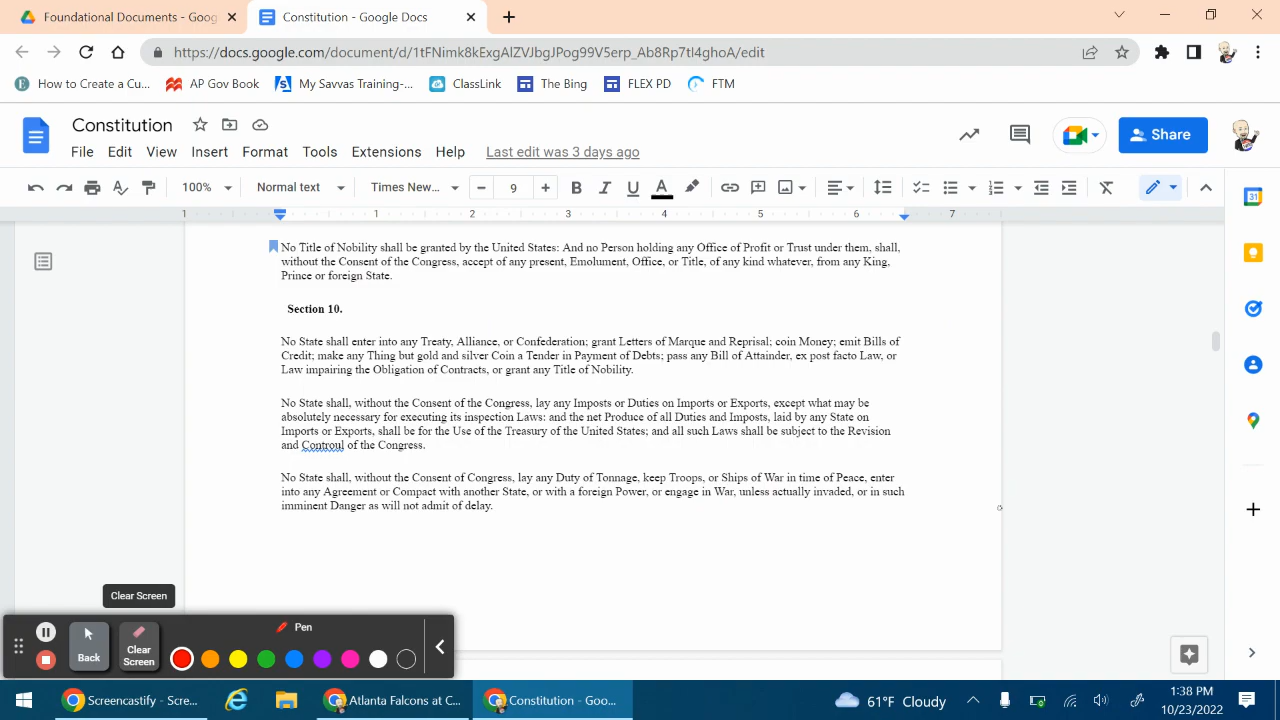 Foundational Documents - Goog
Constitution - Google Docs
https://docs.google.com/document/d/1tFNimk8kExgAlZVJbgJPog99V5erp_Ab8Rp7tI4ghoA/edit
How to Create a Cu...
AP Gov Book
My Savvas Training-...
ClassLink
The Bing
FLEX PD
FTM
Constitution
Share
File Edit View Insert Format Tools Extensions Help Last edit was 3 days ago
100% Normal text Times New... 9
1 1 2 3 4 5 6 7
No Title of Nobility shall be granted by the United States: And no Person holding any Office of Profit or Trust under them, shall,
without the Consent of the Congress, accept of any present, Emolument, Office, or Title, of any kind whatever, from any King,
Prince or foreign State.
Section 10.
No State shall enter into any Treaty, Alliance, or Confederation; grant Letters of Marque and Reprisal; coin Money; emit Bills of
Credit; make any Thing but gold and silver Coin a Tender in Payment of Debts; pass any Bill of Attainder, ex post facto Law, or
Law impairing the Obligation of Contracts, or grant any Title of Nobility.
No State shall, without the Consent of the Congress, lay any Imposts or Duties on Imports or Exports, except what may be
absolutely necessary for executing its inspection Laws: and the net Produce of all Duties and Imposts, laid by any State on
Imports or Exports, shall be for the Use of the Treasury of the United States; and all such Laws shall be subject to the Revision
and Controul of the Congress.
No State shall, without the Consent of Congress, lay any Duty of Tonnage, keep Troops, or Ships of War in time of Peace, enter
into any Agreement or Compact with another State, or with a foreign Power, or engage in War, unless actually invaded, or in such
imminent Danger as will not admit of delay.
Clear Screen
Pen
Back
Clear
Screen
Screencastify - Scre...
Atlanta Falcons at C...
Constitution - Goo...
61°F Cloudy
1:38 PM
10/23/2022